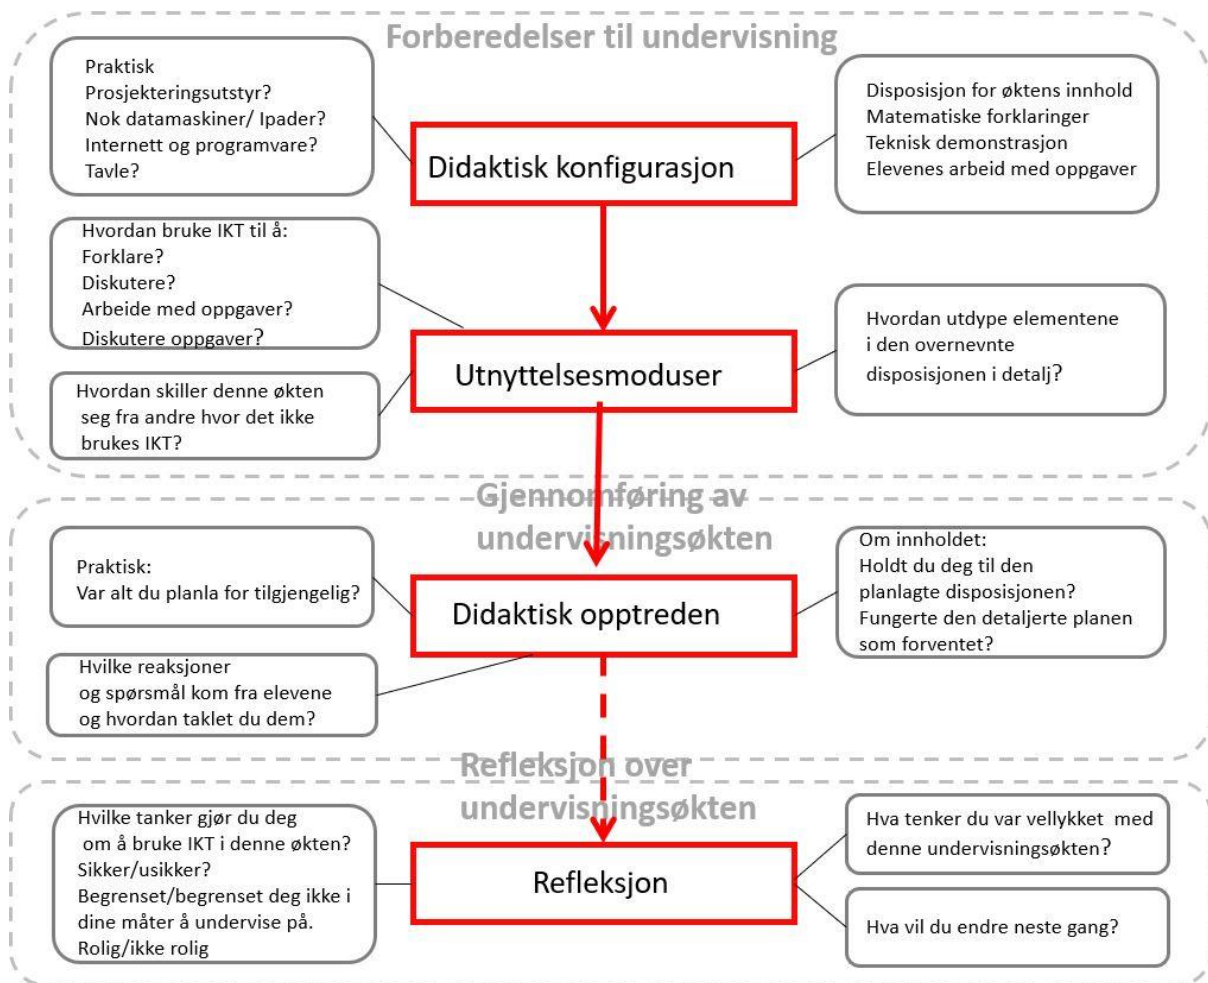 Forberedelser til undervisning
Praktisk
Prosjekteringsutstyr?
Nok datamaskiner/ Ipader?
Internett og programvare?
Tavle?
Didaktisk konfigurasjon
Disposisjon for øktens innhold
Matematiske forklaringer
Teknisk demonstrasjon
Elevenes arbeid med oppgaver
Hvordan bruke IKT til å:
Forklare?
Diskutere?
Arbeide med oppgaver?
Diskutere oppgaver?
Hvordan skiller denne økten
seg fra andre hvor det ikke
brukes IKT?
Utnyttelsesmoduser
Hvordan utdype elementene
i den overnevnte
disposisjonen i detalj?
Gjennomføring av
undervisningsøkten
Praktisk:
Var alt du planla for tilgjengelig?
Hvilke reaksjoner
og spørsmål kom fra elevene
og hvordan taklet du dem?
Didaktisk opptreden
Om innholdet:
Holdt du deg til den
planlagte disposisjonen?
Fungerte den detaljerte planen
som forventet?
Refleksjon over
undervisningsøkten
Hvilke tanker gjør du deg
om å bruke IKT i denne økten?
Sikker/usikker?
Begrenset/begrenset deg ikke i
dine måter å undervise på.
Rolig/ikke rolig
Refleksjon
Hva tenker du var vellykket med
denne undervisningsøkten?
Hva vil du endre neste gang?